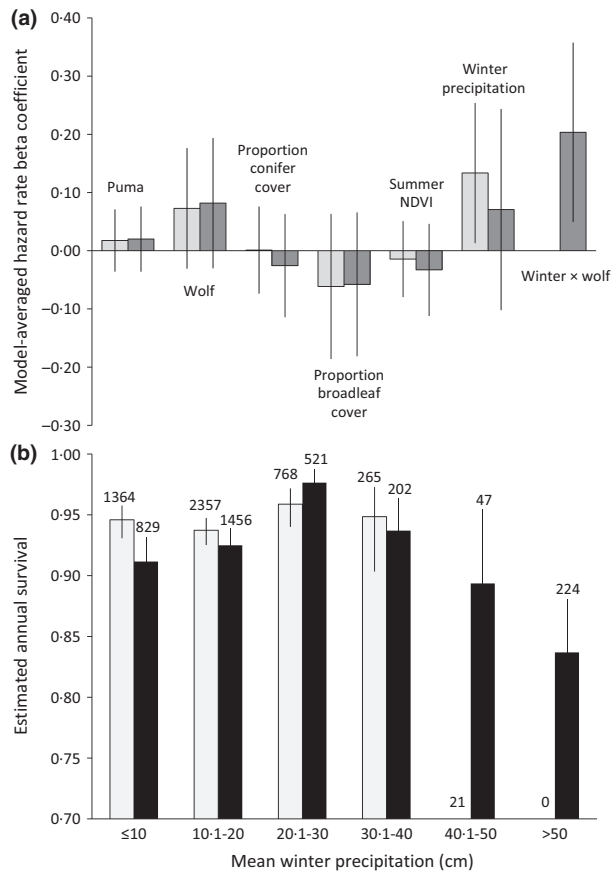 (a)
0·40
0·30
0·20
0·10
0·00
−0·10
−0·20
−0·30
Model-averaged hazard rate beta coefficient
Puma
Wolf
Proportion
conifer
cover
Proportion
broadleaf
cover
Summer
NDVI
Winter
precipitation
Winter × wolf
(b)
1·00
0·95
0·90
0·85
0·80
0·75
0·70
Estimated annual survival
1364
829
2357
1456
768
521
265
202
21
47
0
224
≤10
10·1-20
20·1-30
30·1-40
40·1-50
>50
Mean winter precipitation (cm)